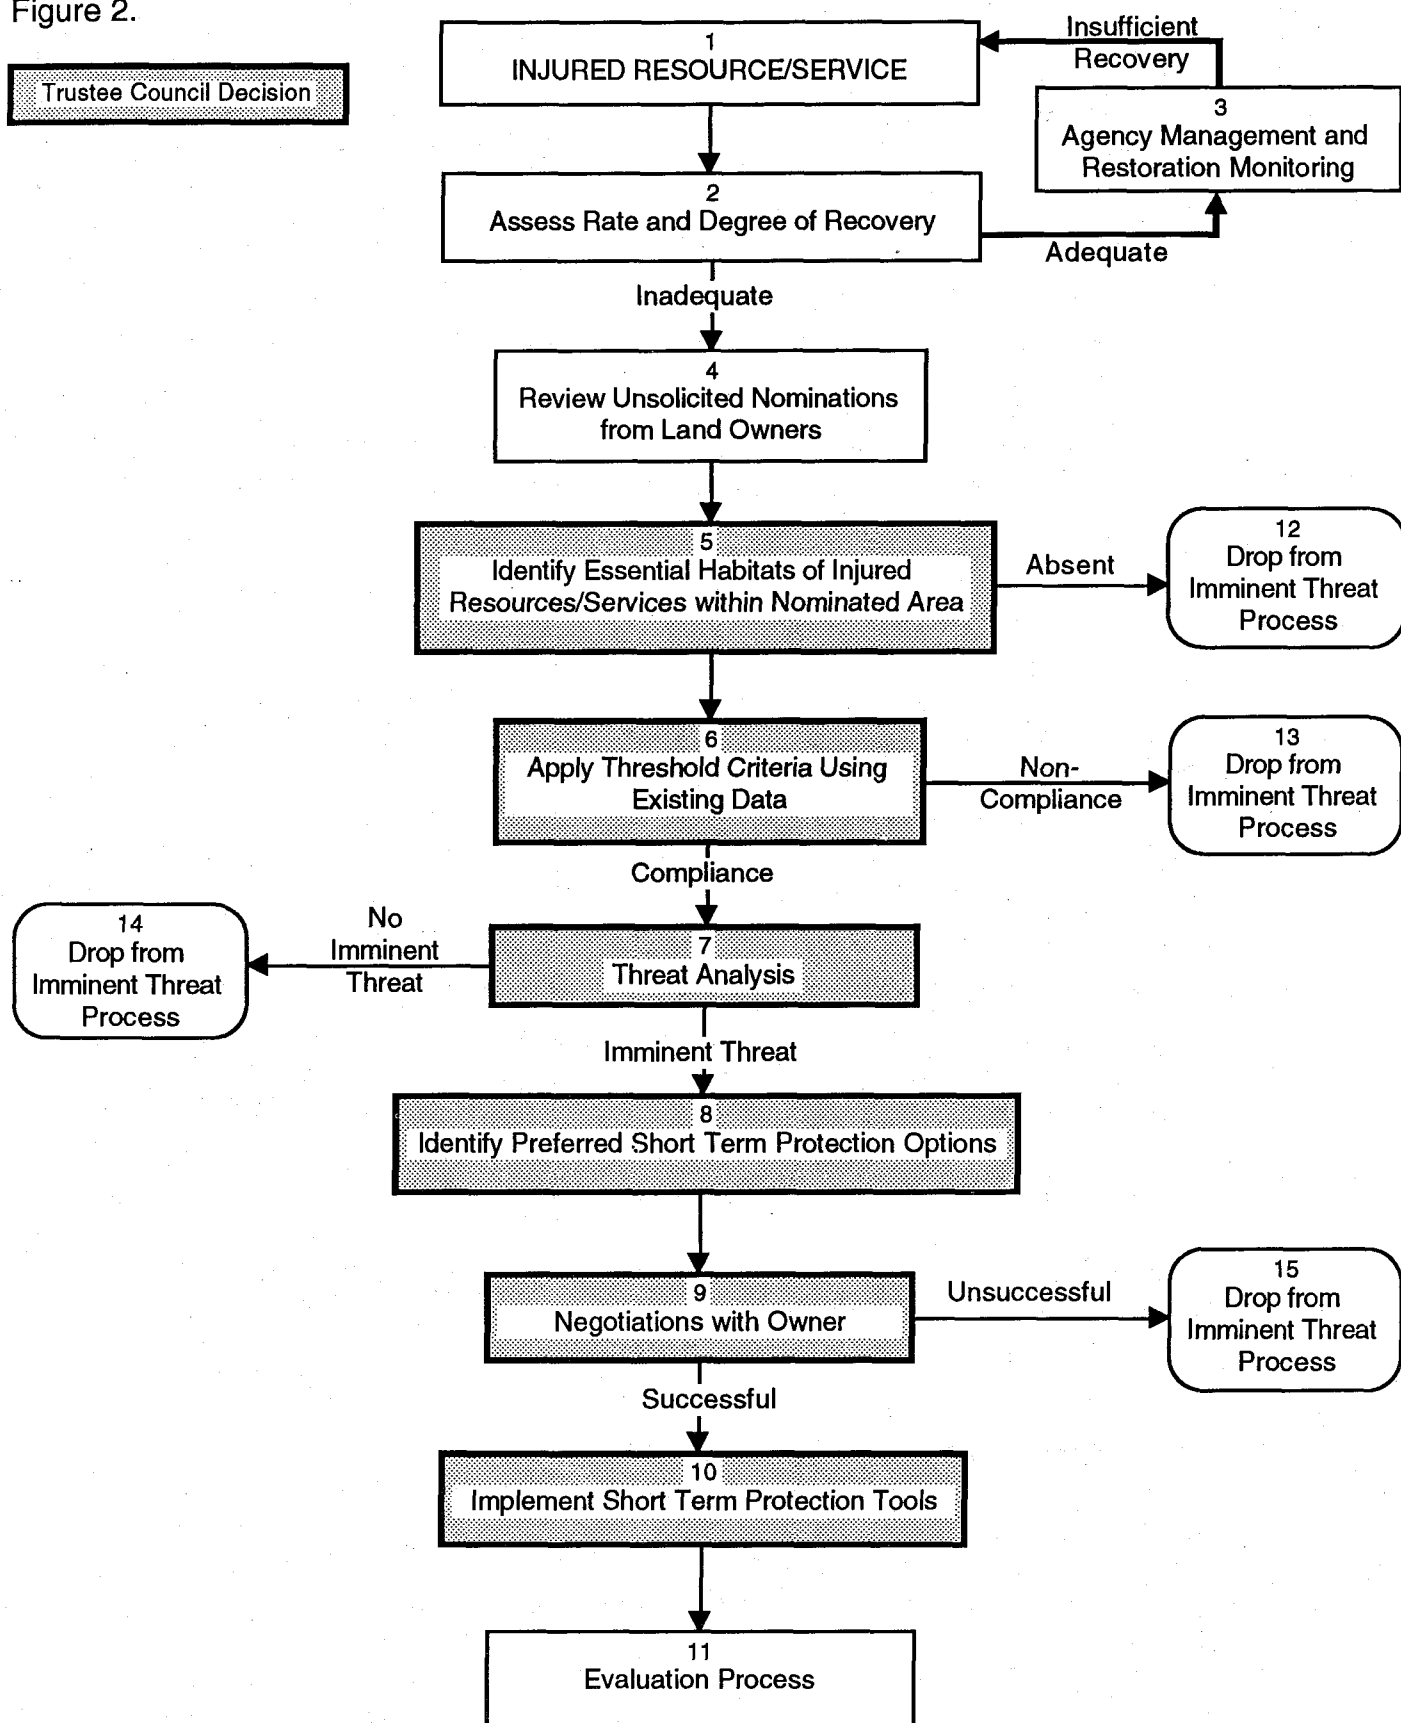 Figure 2.
Trustee Council Decision
1
INJURED RESOURCE/SERVICE
Insufficient
Recovery
3
Agency Management and
Restoration Monitoring
2
Assess Rate and Degree of Recovery
Adequate
Inadequate
4
Review Unsolicited Nominations
from Land Owners
5
Identify Essential Habitats of Injured
Resources/Services within Nominated Area
Absent
12
Drop from
Imminent Threat
Process
6
Apply Threshold Criteria Using
Existing Data
Non-
Compliance
13
Drop from
Imminent Threat
Process
Compliance
7
Threat Analysis
No
Imminent
Threat
14
Drop from
Imminent Threat
Process
Imminent Threat
8
Identify Preferred Short Term Protection Options
9
Negotiations with Owner
Unsuccessful
15
Drop from
Imminent Threat
Process
Successful
10
Implement Short Term Protection Tools
11
Evaluation Process